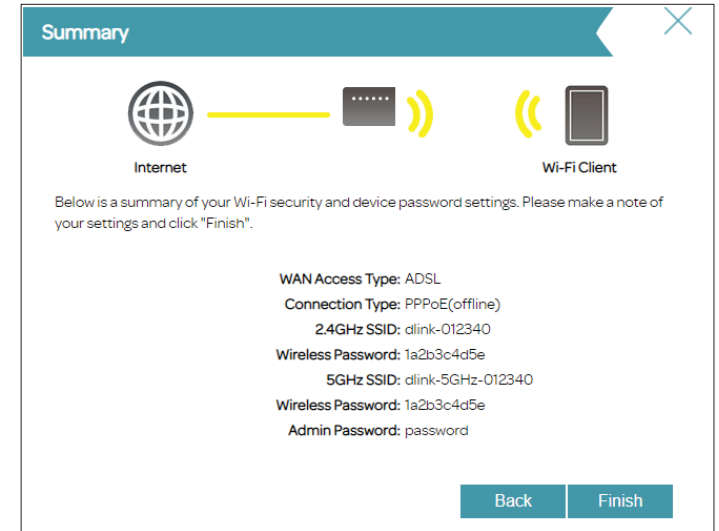 Summary
Internet
Wi-Fi Client
Below is a summary of your Wi-Fi security and device password settings. Please make a note of
your settings and click "Finish".
WAN Access Type: ADSL
Connection Type: PPPoE(offline)
2.4GHz SSID: dlink-012340
Wireless Password: 1a2b3c4d5e
5GHz SSID: dlink-5GHz-012340
Wireless Password: 1a2b3c4d5e
Admin Password: password
Back Finish